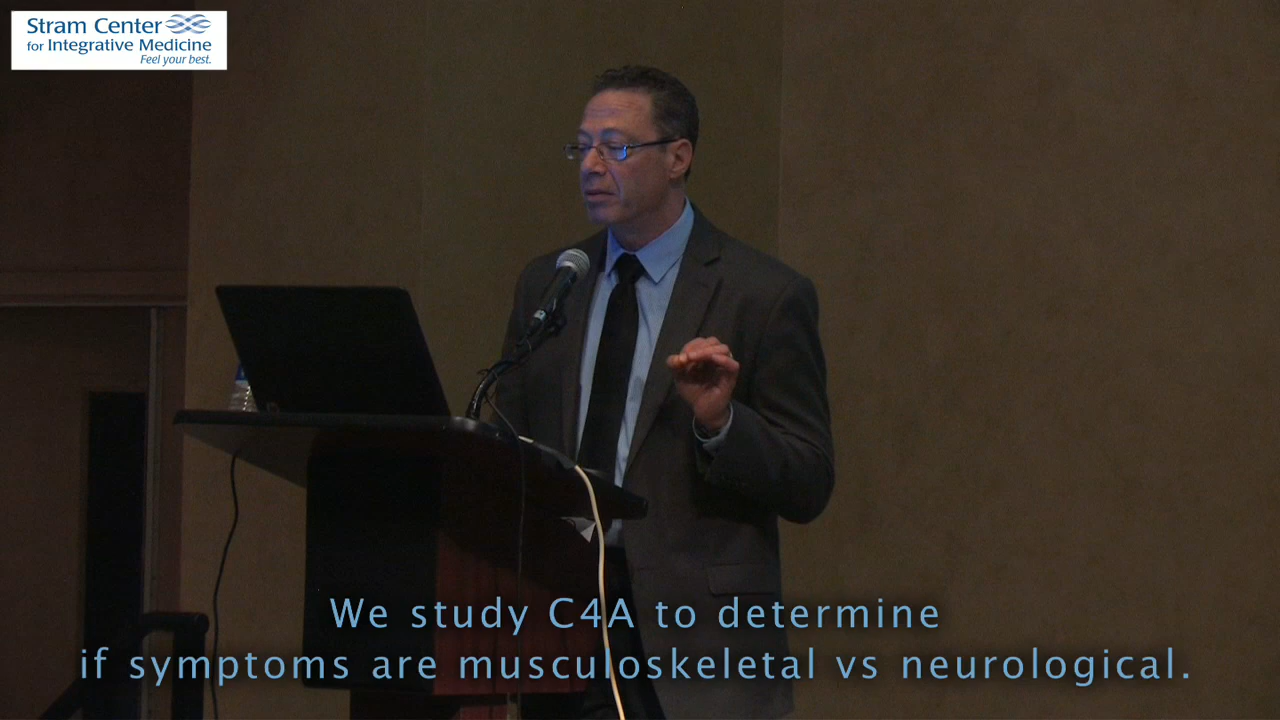 Stram Center
for Integrative Medicine
Feel your best.
We study C4A to determine
if symptoms are musculoskeletal vs neurological.